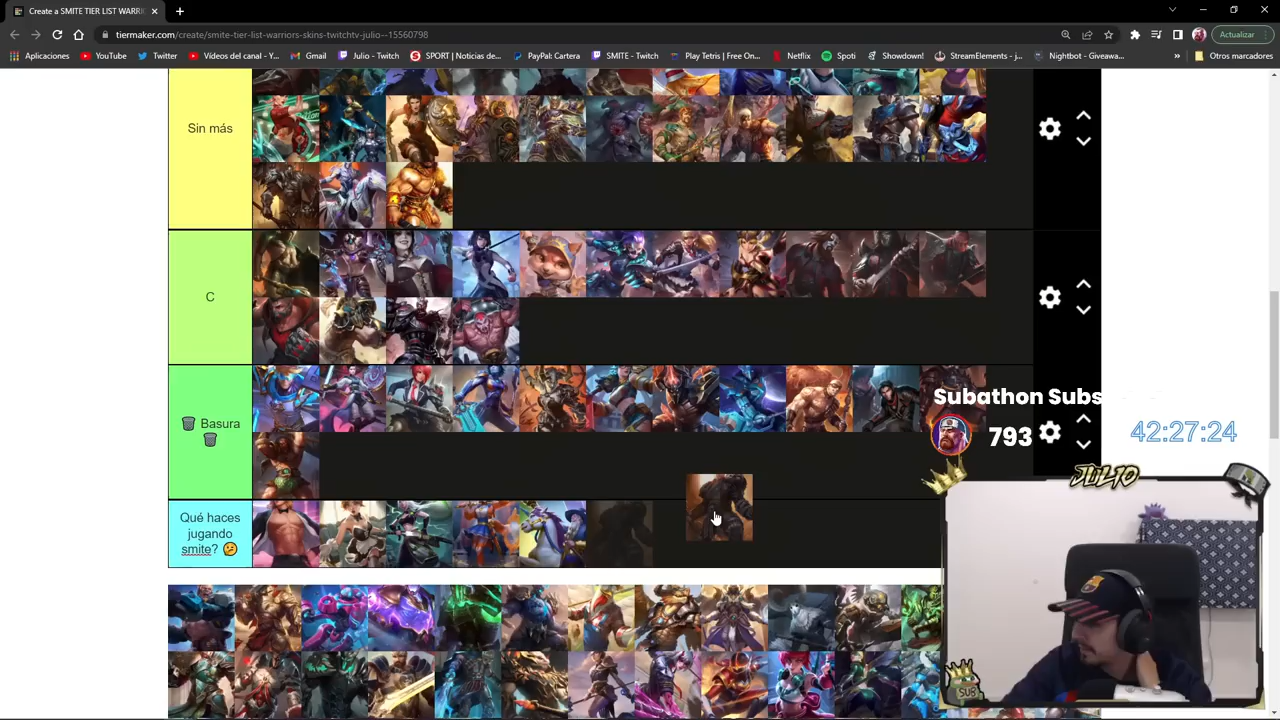 Create a SMITE TIER LIST WARRI
tiermaker.com/create/smite-tier-list-warriors-skins-twitchtv-julio--15560798
Actualizar
Aplicaciones
YouTube
Twitter
Vídeos del canal - Y...
Gmail
Julio - Twitch
SPORT | Noticias de...
PayPal Cartera
SMITE - Twitch
Play Tetris | Free On...
Netflix
Spoti
Showdown!
StreamElements - j...
Nightbot - Giveawa...
»
Otros marcadores
Sin más
C
🗑️ Basura
🗑️
Qué haces
jugando
smite? 🤔
Subathon Subs
793
42:27:24
JUL10
SUB